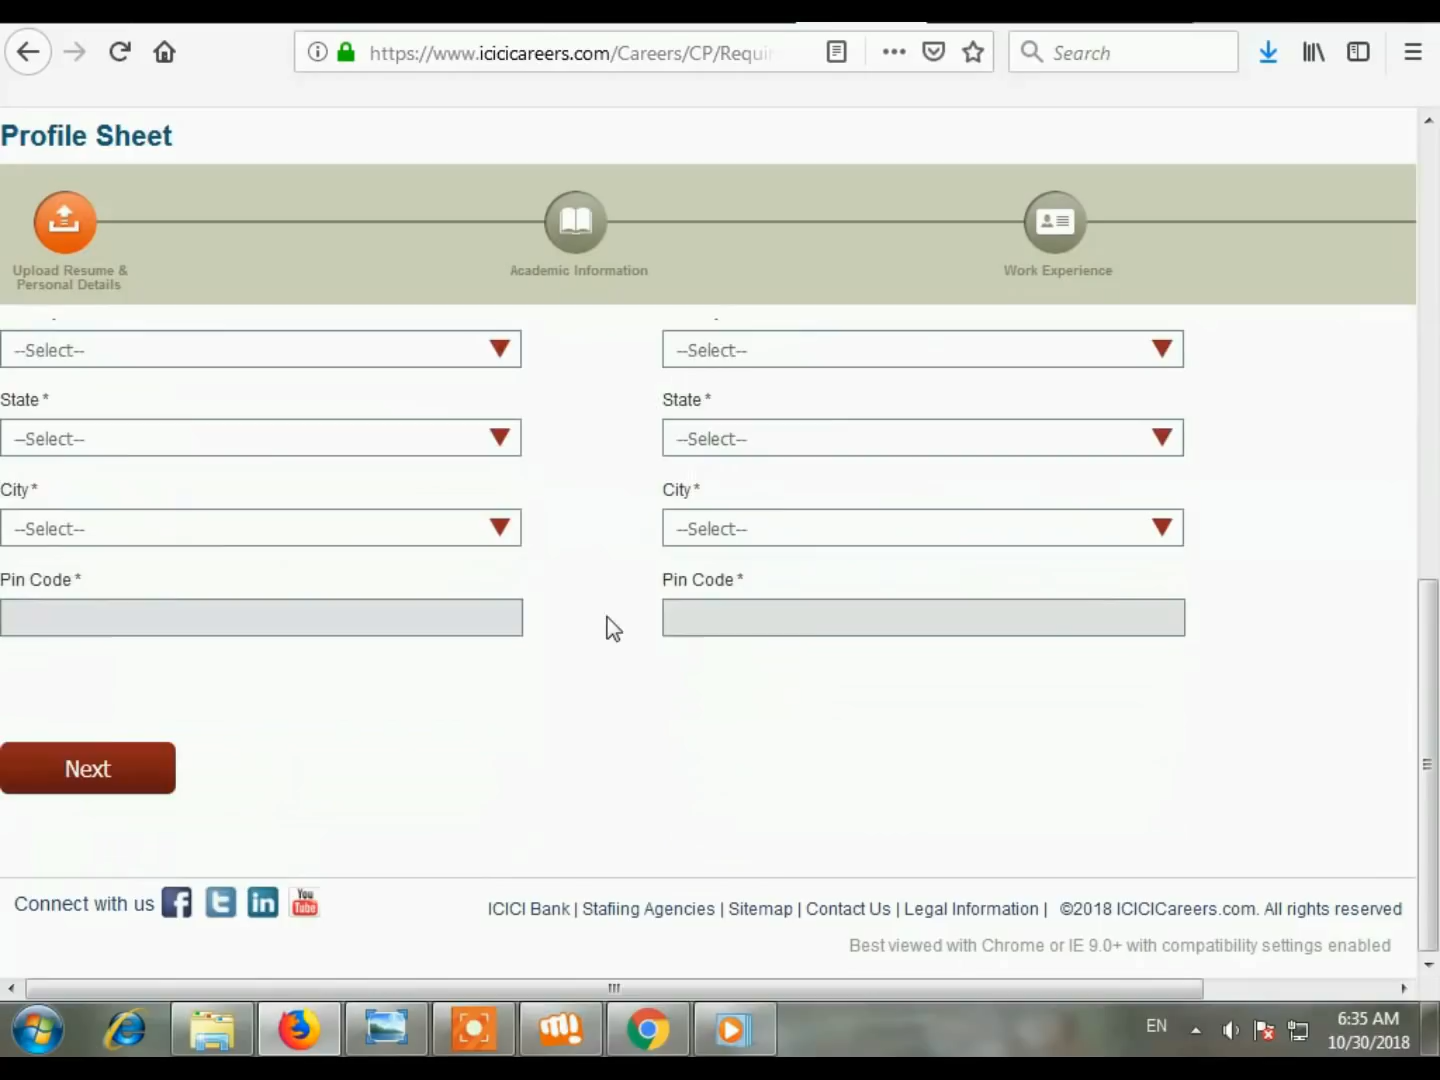 https://www.icicicareers.com/Careers/CP/Requi
Search
Profile Sheet
Upload Resume &
Personal Details
Academic Information
Work Experience
--Select--
--Select--
State *
State *
--Select--
--Select--
City *
City *
--Select--
--Select--
Pin Code *
Pin Code *
Next
Connect with us
You
Tube
ICICI Bank | Stafiing Agencies | Sitemap | Contact Us | Legal Information | ©2018 ICICICareers.com. All rights reserved
Best viewed with Chrome or IE 9.0+ with compatibility settings enabled
EN
6:35 AM
10/30/2018